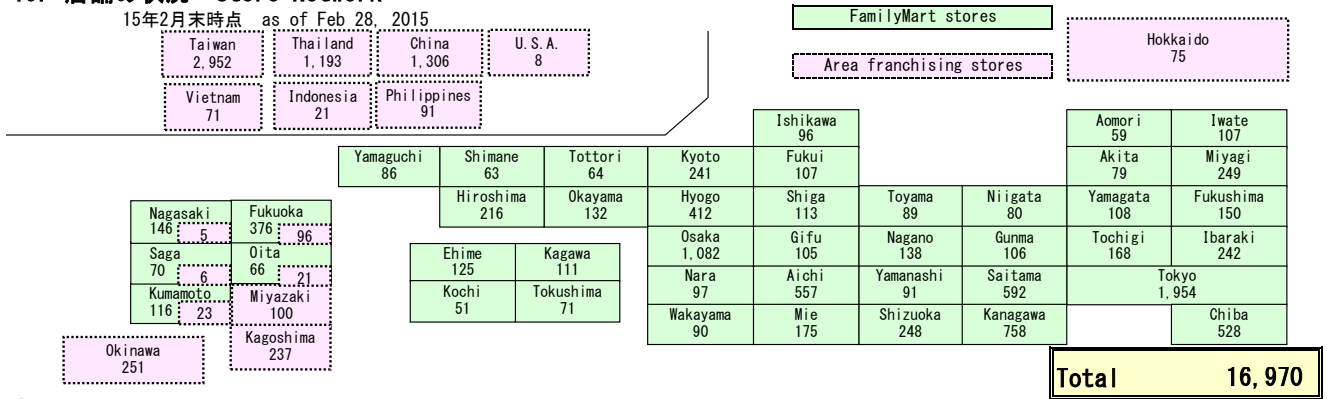 15年2月末時点 as of Feb 28, 2015
FamilyMart stores
Area franchising stores
Hokkaido
75
Taiwan
2,952
Thailand
1,193
China
1,306
U.S.A.
8
Vietnam
71
Indonesia
21
Philippines
91
Ishikawa
96
Aomori
59
Iwate
107
Yamaguchi
86
Shimane
63
Tottori
64
Kyoto
241
Fukui
107
Akita
79
Miyagi
249
Hiroshima
216
Okayama
132
Hyogo
412
Shiga
113
Toyama
89
Niigata
80
Yamagata
108
Fukushima
150
Nagasaki
146 5
Fukuoka
376 96
Osaka
1,082
Gifu
105
Nagano
138
Gunma
106
Tochigi
168
Ibaraki
242
Saga
70 6
Oita
66 21
Ehime
125
Kagawa
111
Nara
97
Aichi
557
Yamanashi
91
Saitama
592
Tokyo
1,954
Kumamoto
116 23
Miyazaki
100
Kochi
51
Tokushima
71
Wakayama
90
Mie
175
Shizuoka
248
Kanagawa
758
Chiba
528
Okinawa
251
Kagoshima
237
Total 16,970